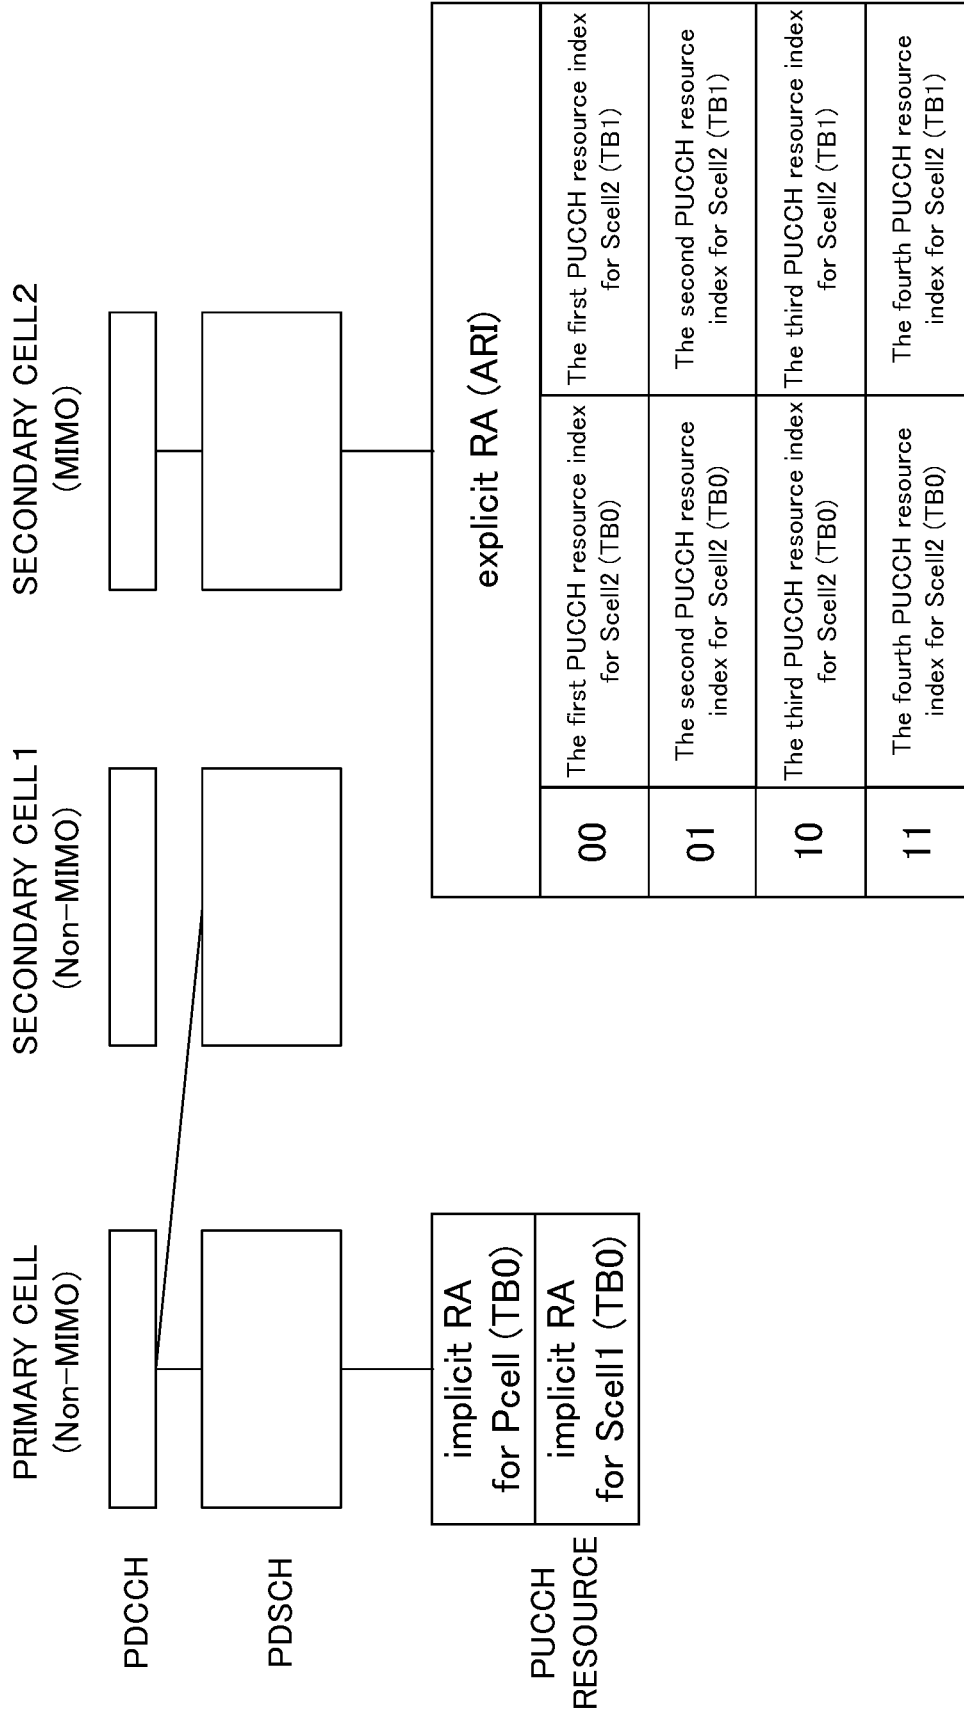 PRIMARY CELL
(Non-MIMO)
SECONDARY CELL1
(Non-MIMO)
SECONDARY CELL2
(MIMO)
PDCCH
PDSCH
PUCCH
RESOURCE
implicit RA
for Pcell (TB0)
implicit RA
for Scell1 (TB0)
explicit RA (ARI)
00
The first PUCCH resource index
for Scell2 (TB0)
The first PUCCH resource index
for Scell2 (TB1)
01
The second PUCCH resource
index for Scell2 (TB0)
The second PUCCH resource
index for Scell2 (TB1)
10
The third PUCCH resource index
for Scell2 (TB0)
The third PUCCH resource index
for Scell2 (TB1)
11
The fourth PUCCH resource
index for Scell2 (TB0)
The fourth PUCCH resource
index for Scell2 (TB1)